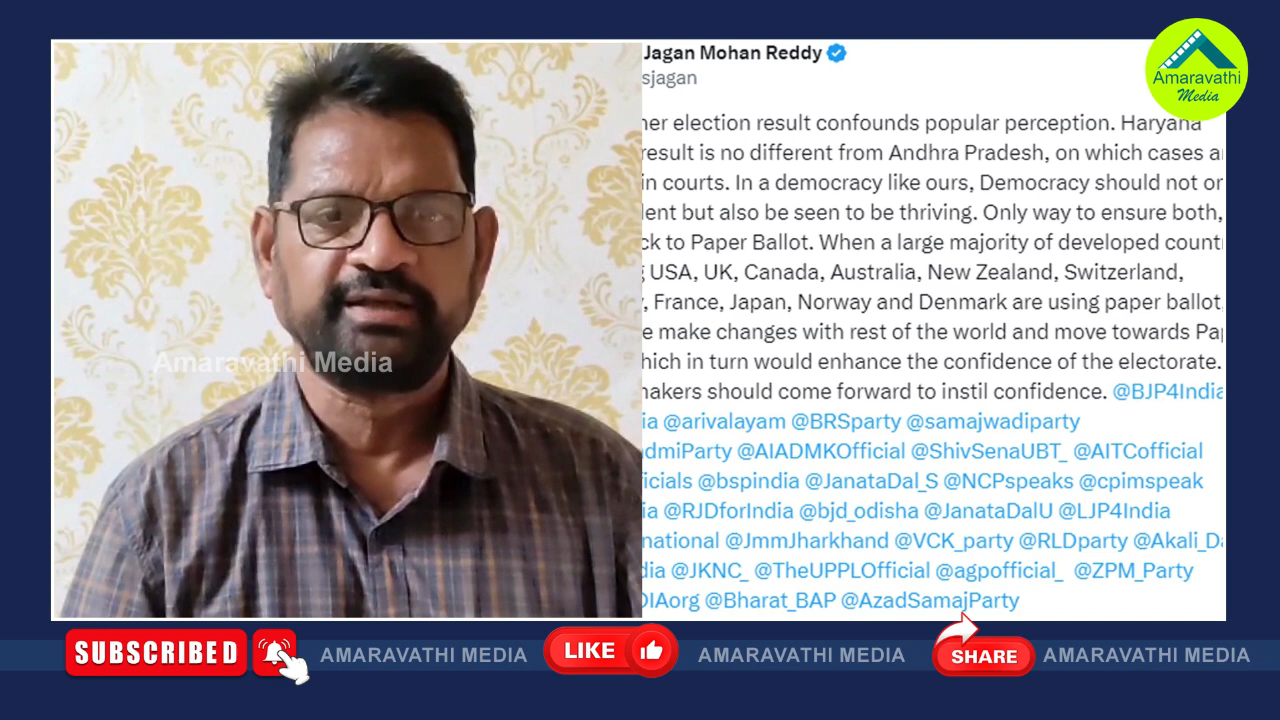 Jagan Mohan Reddy
sjagan
Amaravathi
Media
her election result confounds popular perception. Haryana
result is no different from Andhra Pradesh, on which cases
in courts. In a democracy like ours, Democracy should not
but also be seen to be thriving. Only way to ensure both,
to Paper Ballot. When a large majority of developed
USA, UK, Canada, Australia, New Zealand, Switzerland,
, France, Japan, Norway and Denmark are using paper ballot,
make changes with rest of the world and move towards
which in turn would enhance the confidence of the electorate.
makers should come forward to instil confidence. @BJP4India
ia @arivalayam @BRSparty @samajwadiparty
dmiParty @AIADMKOfficial @ShivSenaUBT_ @AITCofficial
icials @bspindia @JanataDal_S @NCPspeaks @cpimspeak
ia @RJDforIndia @bjd_odisha @JanataDalU @LJP4India
national @JmmJharkhand @VCK_party @RLDparty @Akali_Da
dia @JKNC_ @TheUPPLOfficial @agpofficial_ @ZPM_Party
DIAorg @Bharat_BAP @AzadSamajParty
Amaravathi Media
SUBSCRIBED AMARAVATHI MEDIA LIKE AMARAVATHI MEDIA SHARE AMARAVATHI MEDIA